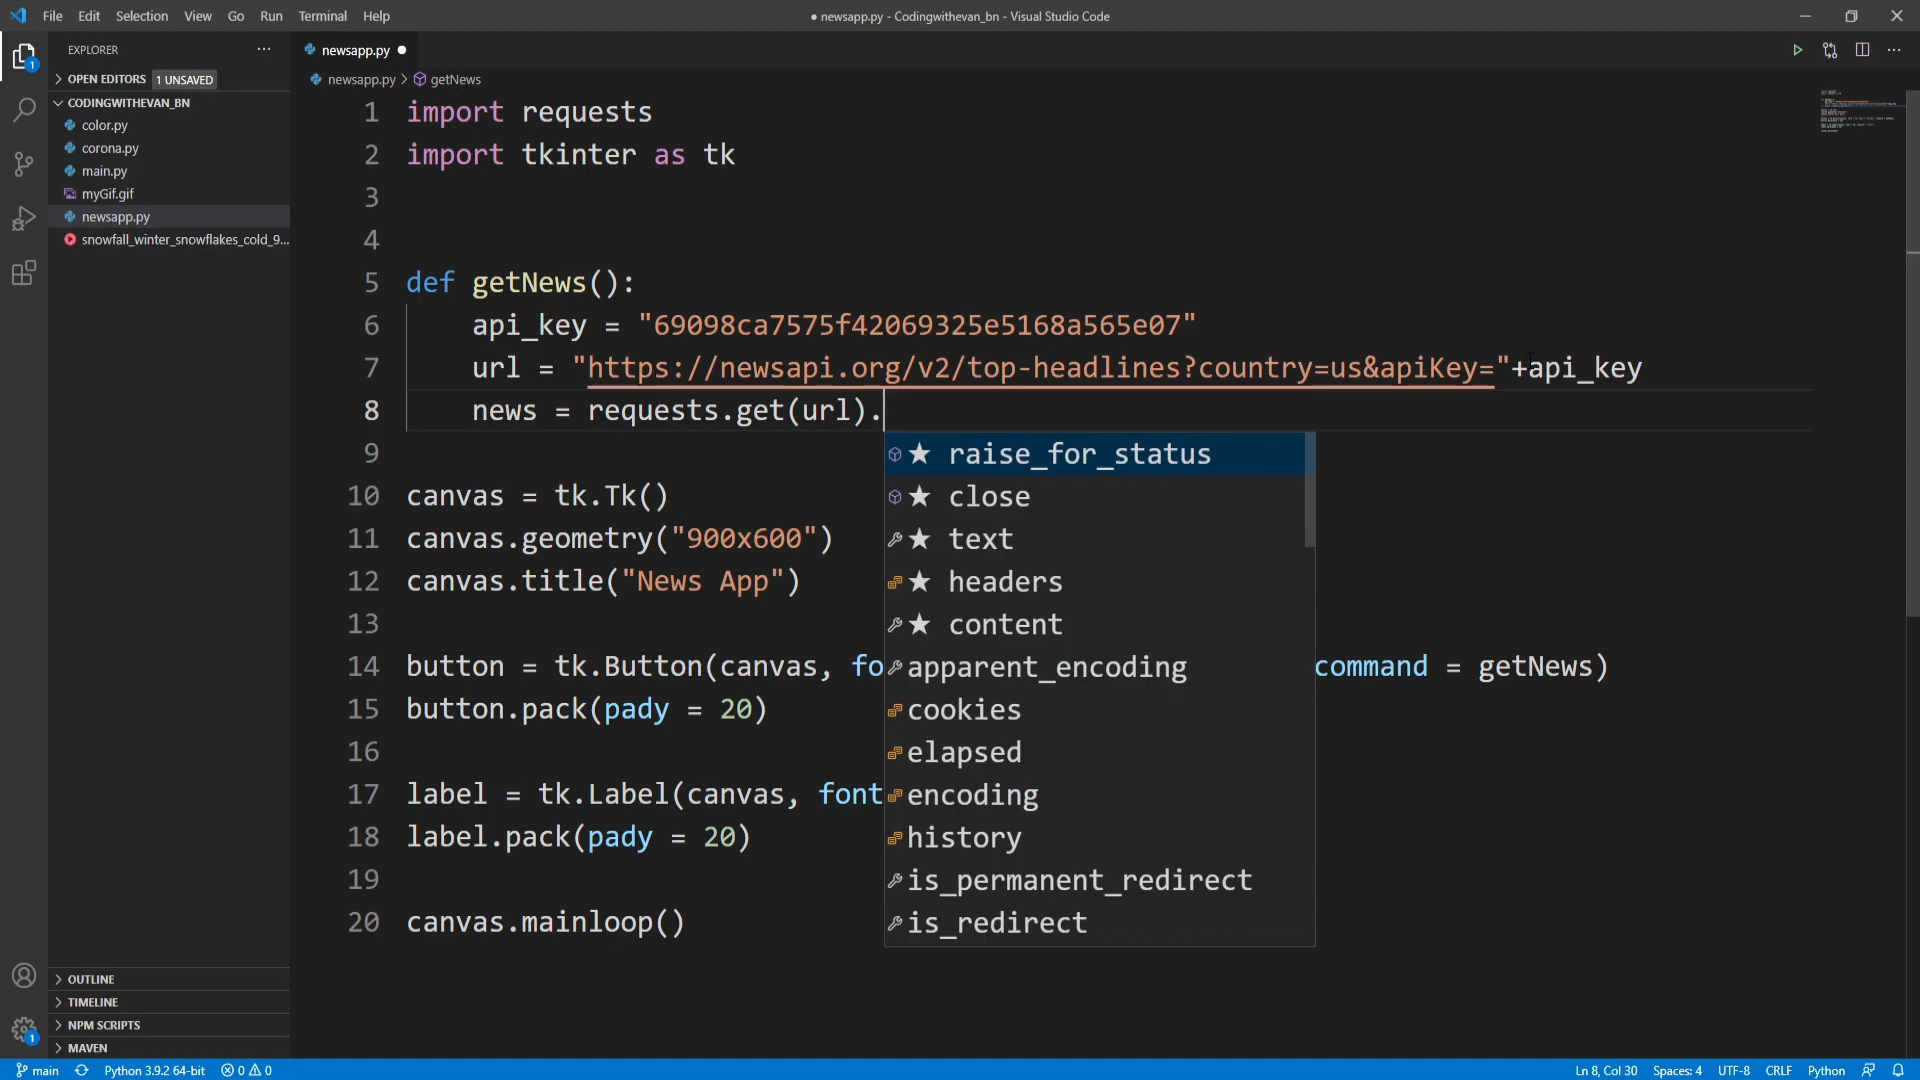 File Edit Selection View Go Run Terminal Help
● newsapp.py - Codingwithevan_bn - Visual Studio Code
EXPLORER ···
OPEN EDITORS 1 UNSAVED
CODINGWITHEVAN_BN
color.py
corona.py
main.py
myGif.gif
newsapp.py
snowfall_winter_snowflakes_cold_9...
OUTLINE
TIMELINE
NPM SCRIPTS
MAVEN
1
1
newsapp.py ●
newsapp.py > getNews
1 import requests
2 import tkinter as tk
3
4
5 def getNews():
6 api_key = "69098ca7575f42069325e5168a565e07"
7 url = "https://newsapi.org/v2/top-headlines?country=us&apiKey="+api_key
8 news = requests.get(url).
9
10 canvas = tk.Tk()
11 canvas.geometry("900x600")
12 canvas.title("News App")
13
14 button = tk.Button(canvas, fo command = getNews)
15 button.pack(pady = 20)
16
17 label = tk.Label(canvas, font
18 label.pack(pady = 20)
19
20 canvas.mainloop()
★ raise_for_status
★ close
★ text
★ headers
★ content
apparent_encoding
cookies
elapsed
encoding
history
is_permanent_redirect
is_redirect
main Python 3.9.2 64-bit 0 0 Ln 8, Col 30 Spaces: 4 UTF-8 CRLF Python